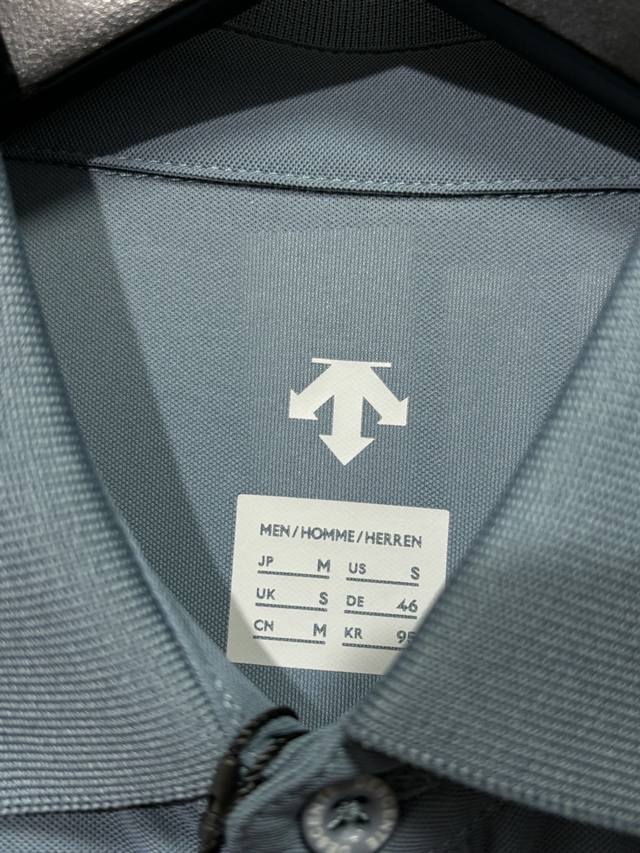 MEN/HOMME/HERREN
JP M US S
UK S DE 46
CN M KR 95